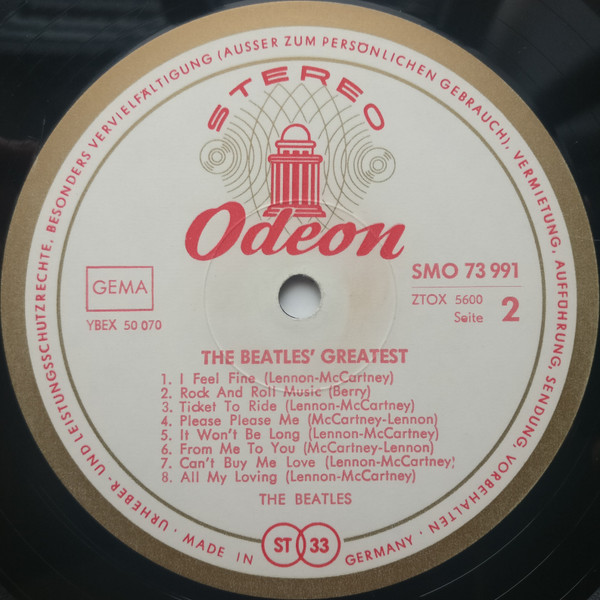 URHEBER- UND LEISTUNGSSCHUTZRECHTE, BESONDERS VERVIELFÄLTIGUNG (AUSSER ZUM PERSÖNLICHEN GEBRAUCH), VERMIETUNG, AUFFÜHRUNG, SENDUNG, VORBEHALTEN ·
STEREO
Odeon
GEMA
YBEX 50 070
SMO 73 991
ZTOX 5600
Seite 2
THE BEATLES' GREATEST
1. I Feel Fine (Lennon-McCartney)
2. Rock And Roll Music (Berry)
3. Ticket To Ride (Lennon-McCartney)
4. Please Please Me (McCartney-Lennon)
5. It Won't Be Long (Lennon-McCartney)
6. From Me To You (McCartney-Lennon)
7. Can't Buy Me Love (Lennon-McCartney)
8. All My Loving (Lennon-McCartney)
THE BEATLES
· MADE IN GERMANY ·
ST 33